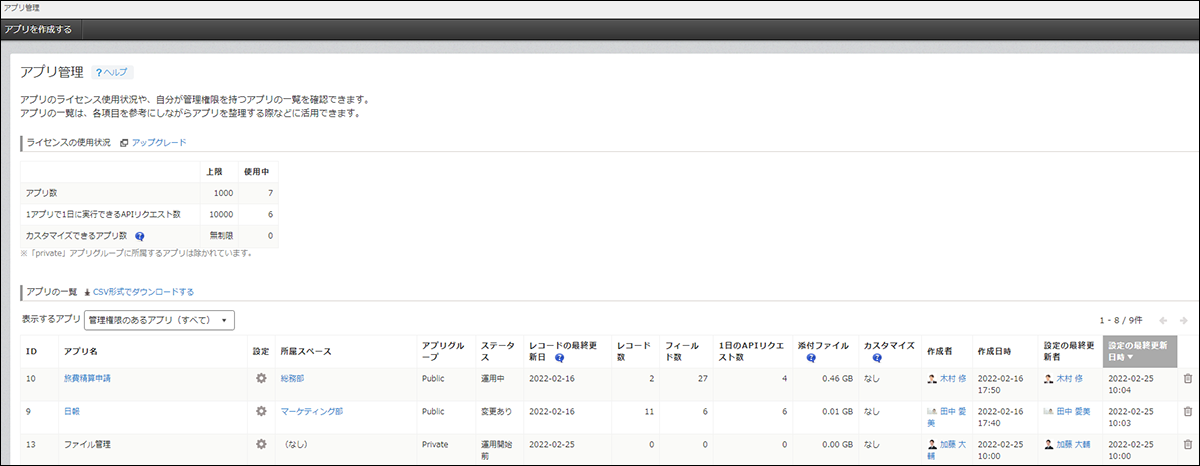 アプリ管理
アプリを作成する
アプリ管理 ?ヘルプ
アプリのライセンス使用状況や、自分が管理権限を持つアプリの一覧を確認できます。
アプリの一覧は、各項目を参考にしながらアプリを整理する際などに活用できます。
ライセンスの使用状況 アップグレード
上限 使用中
アプリ数 1000 7
1アプリで1日に実行できるAPIリクエスト数 10000 6
カスタマイズできるアプリ数 ? 無制限 0
※「private」アプリグループに所属するアプリは除かれています。
アプリの一覧 CSV形式でダウンロードする
表示するアプリ 管理権限のあるアプリ（すべて） ▼ 1 - 8 / 9件
ID アプリ名 設定 所属スペース アプリグループ ステータス レコードの最終更新日 ? レコード数 フィールド数 1日のAPIリクエスト数 添付ファイル ? カスタマイズ ? 作成者 作成日時 設定の最終更新者 設定の最終更新日時▼
10 旅費精算申請 総務部 Public 運用中 2022-02-16 2 27 4 0.46 GB なし 木村 修 2022-02-16 17:50 木村 修 2022-02-25 10:04
9 日報 マーケティング部 Public 変更あり 2022-02-16 11 6 6 0.01 GB なし 田中 愛美 2022-02-16 17:40 田中 愛美 2022-02-25 10:03
13 ファイル管理 （なし） Private 運用開始前 2022-02-25 0 0 0 0.00 GB なし 加藤 大輔 2022-02-25 10:00 加藤 大輔 2022-02-25 10:00